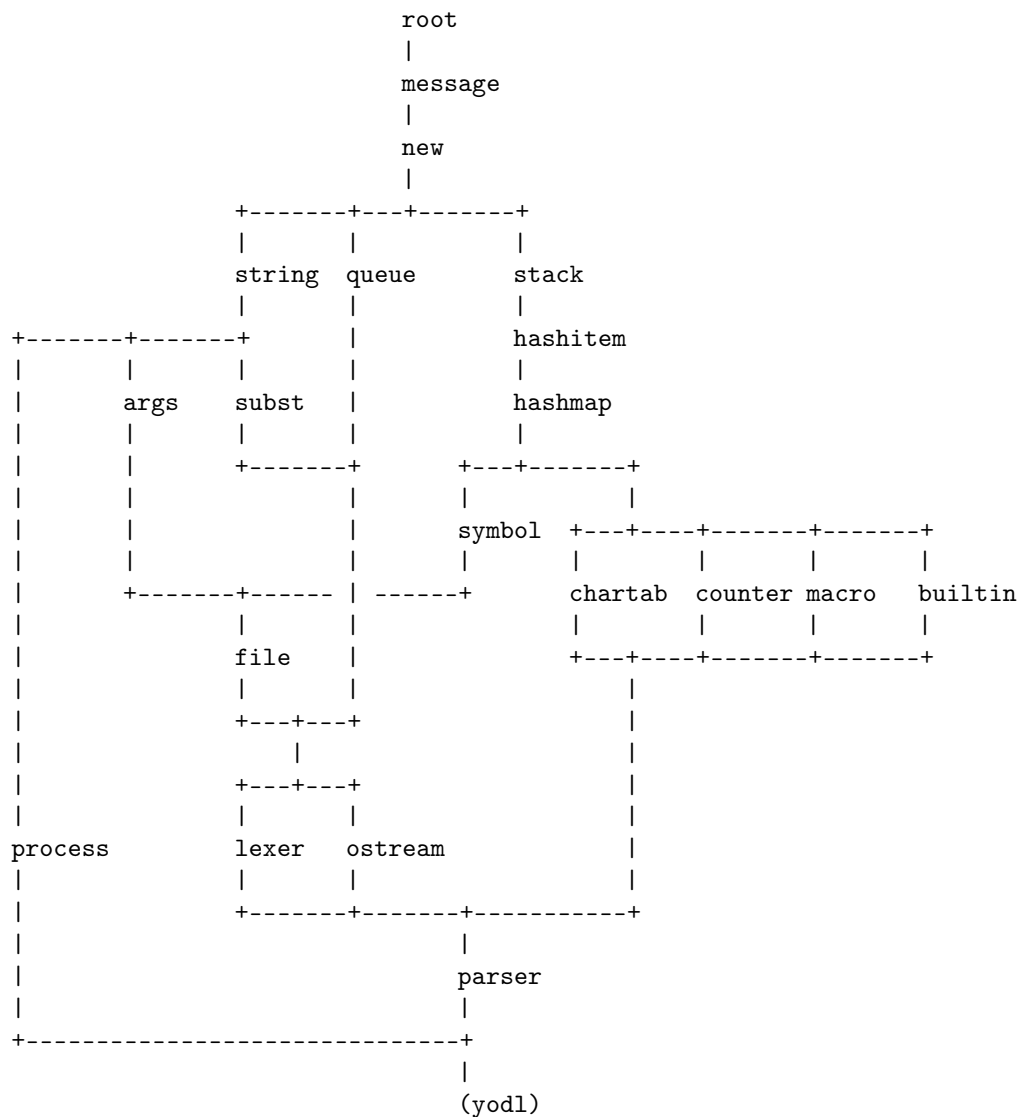 root
message
new
string queue stack
hashitem
args subst hashmap
symbol
chartab counter macro builtin
file
process lexer ostream
parser
(yodl)